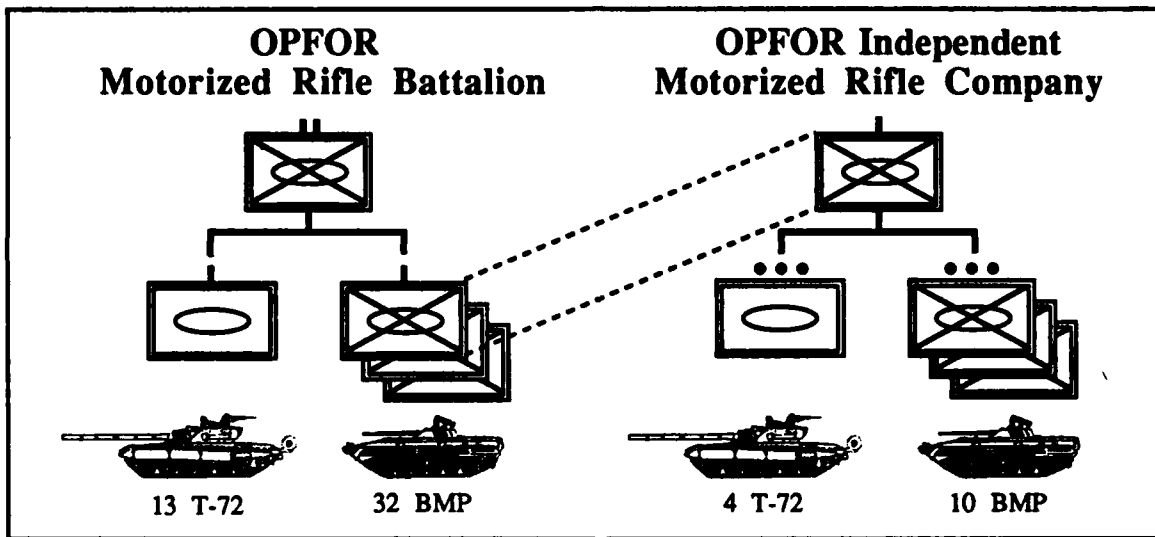 OPFOR
Motorized Rifle Battalion
OPFOR Independent
Motorized Rifle Company
13 T-72
32 BMP
4 T-72
10 BMP